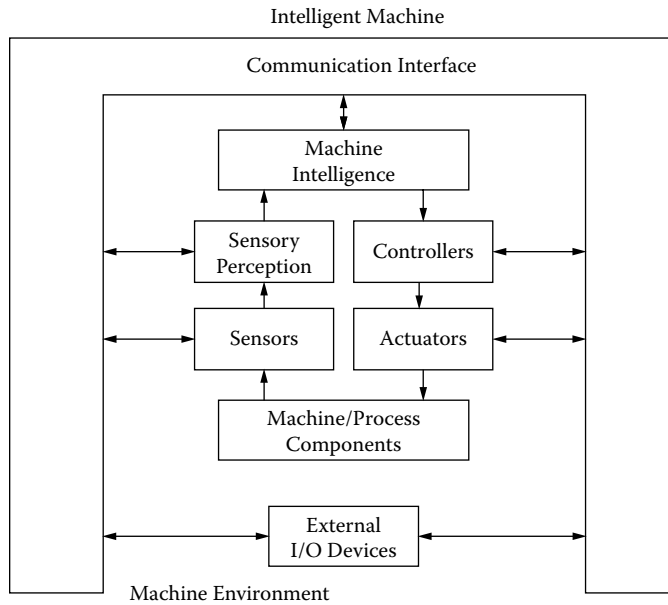 Intelligent Machine
Communication Interface
Machine
Intelligence
Sensory
Perception
Controllers
Sensors
Actuators
Machine/Process
Components
External
I/O Devices
Machine Environment